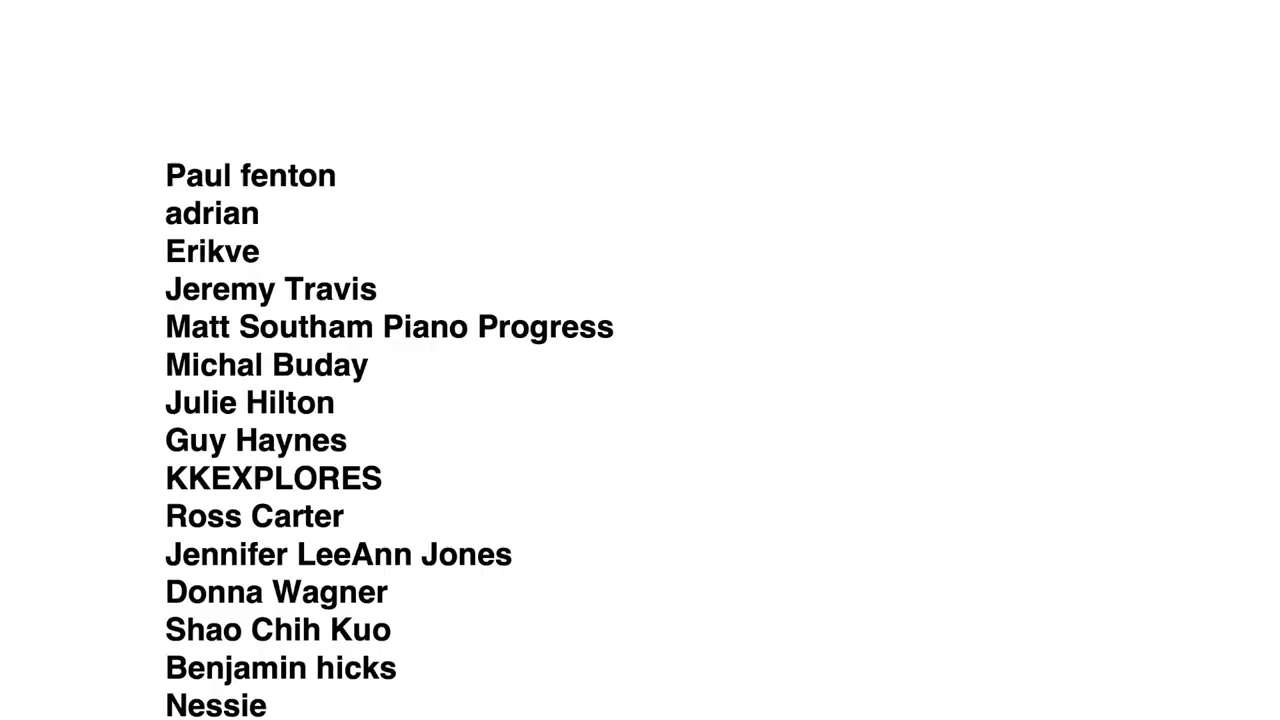 Paul fenton
adrian
Erikve
Jeremy Travis
Matt Southam Piano Progress
Michal Buday
Julie Hilton
Guy Haynes
KKEXPLORES
Ross Carter
Jennifer LeeAnn Jones
Donna Wagner
Shao Chih Kuo
Benjamin hicks
Nessie